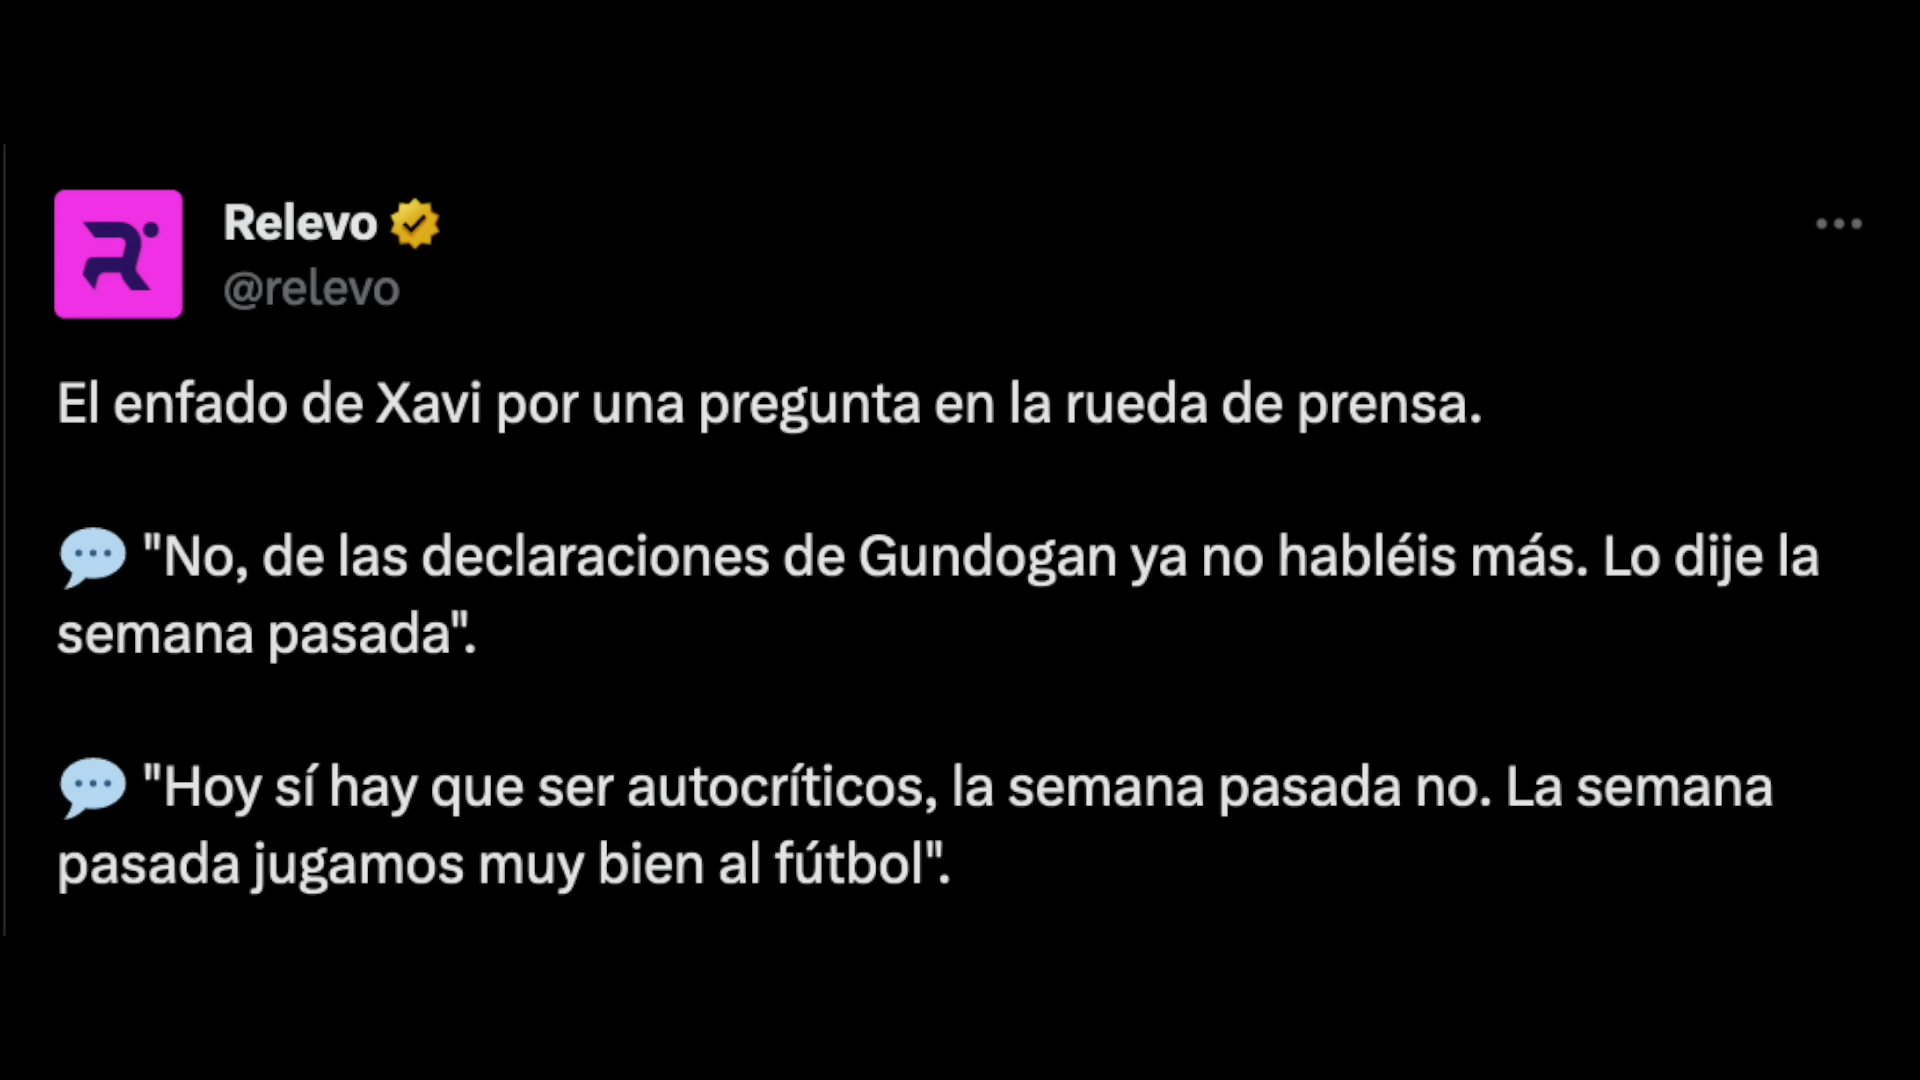 Relevo
@relevo
El enfado de Xavi por una pregunta en la rueda de prensa.
💬 "No, de las declaraciones de Gundogan ya no habléis más. Lo dije la
semana pasada".
💬 "Hoy sí hay que ser autocríticos, la semana pasada no. La semana
pasada jugamos muy bien al fútbol".